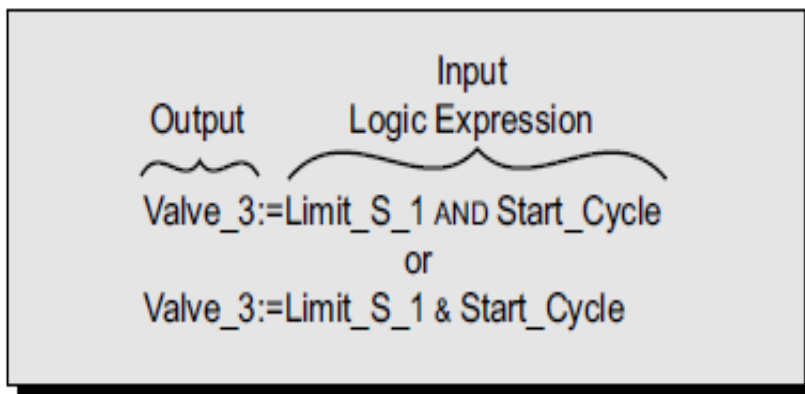 Input
Output Logic Expression
Valve_3:=Limit_S_1 AND Start_Cycle
or
Valve_3:=Limit_S_1 & Start_Cycle